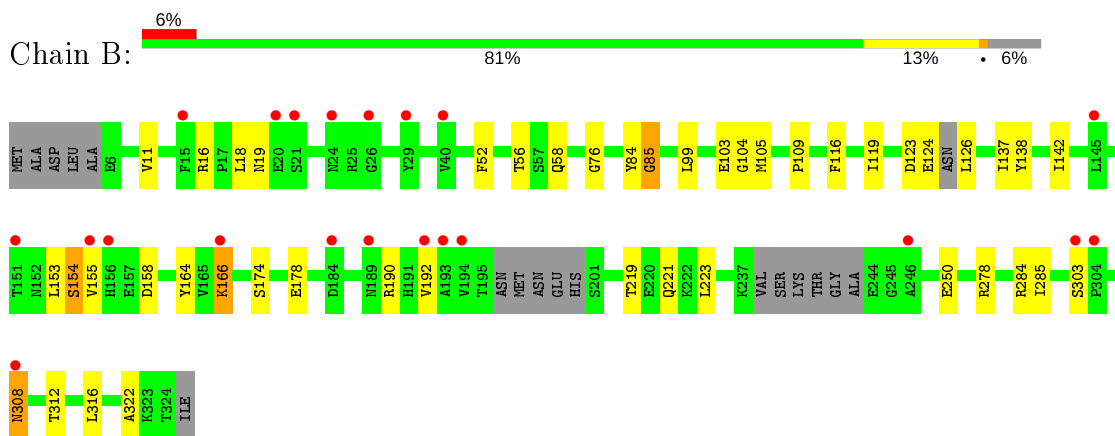 6%
Chain B:
81% 13% • 6%
MET ALA ASP LEU ALA E6 V11 F15 R16 P17 L18 N19 E20 S21 N24 R25 G26 Y29 V40 F52 T56 S57 Q58 G76 Y84 G85 L99 E103 G104 M105 P109 F116 I119 D123 E124 ASN L126 I137 Y138 I142 L145
T151 N152 L153 S154 V155 H156 E157 D158 Y164 V165 K166 S174 E178 D184 N189 R190 H191 V192 A193 V194 T195 ASN MET ASN GLU HIS S201 T219 E220 Q221 K222 L223 K237 VAL SER LYS THR GLY ALA E244 G245 A246 E250 R278 R284 I285 S303 P304
N308 T312 L316 A322 K323 T324 ILE